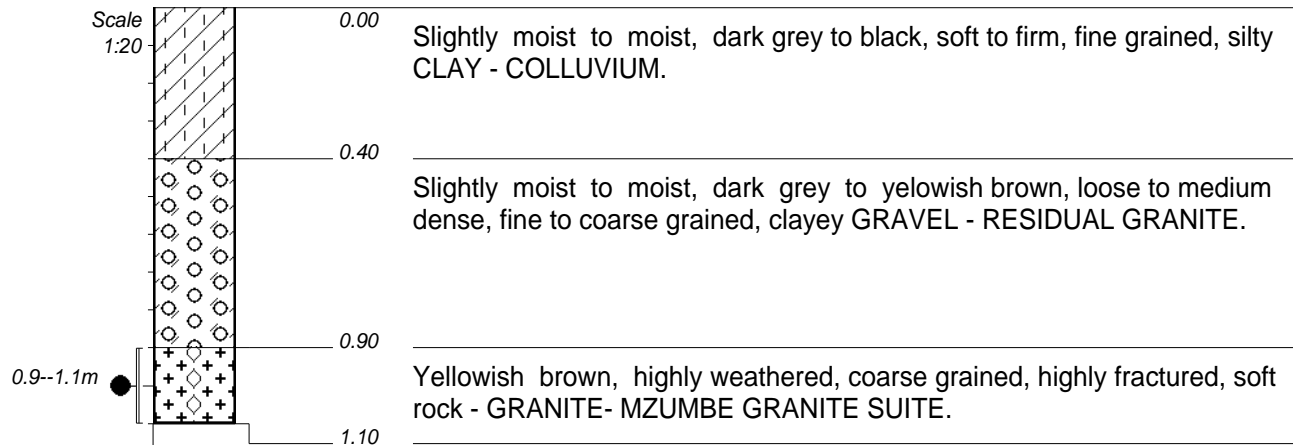 Scale
1:20
0.00
Slightly moist to moist, dark grey to black, soft to firm, fine grained, silty
CLAY - COLLUVIUM.
0.40
Slightly moist to moist, dark grey to yelowish brown, loose to medium
dense, fine to coarse grained, clayey GRAVEL - RESIDUAL GRANITE.
0.90
0.9--1.1m
Yellowish brown, highly weathered, coarse grained, highly fractured, soft
rock - GRANITE- MZUMBE GRANITE SUITE.
1.10